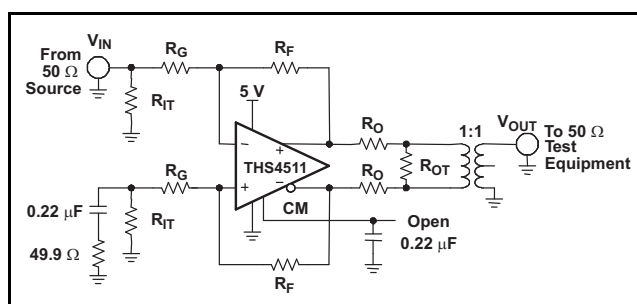 From
50 Ω
Source
V_IN
R_IT
R_G
R_F
5 V
−
+
THS4511
+
−
CM
R_O
R_O
R_OT
1:1
V_OUT
To 50 Ω
Test
Equipment
0.22 μF
49.9 Ω
R_IT
R_G
R_F
Open
0.22 μF